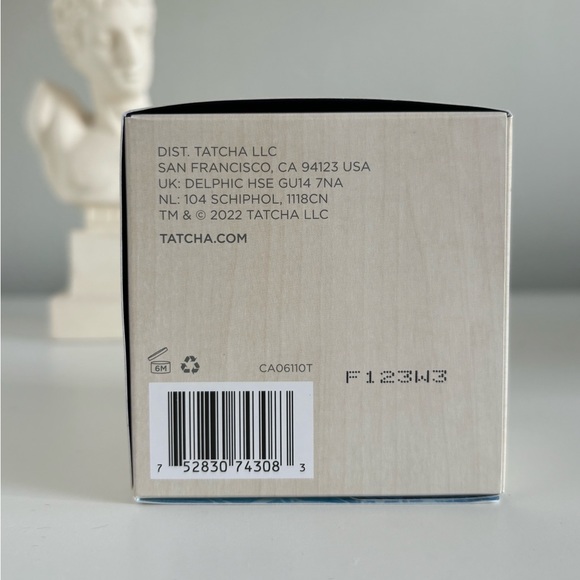 DIST. TATCHA LLC
SAN FRANCISCO, CA 94123 USA
UK: DELPHIC HSE GU14 7NA
NL: 104 SCHIPHOL, 1118CN
TM & © 2022 TATCHA LLC
TATCHA.COM
6M
CA06110T
F123W3
7 52830 74308 3